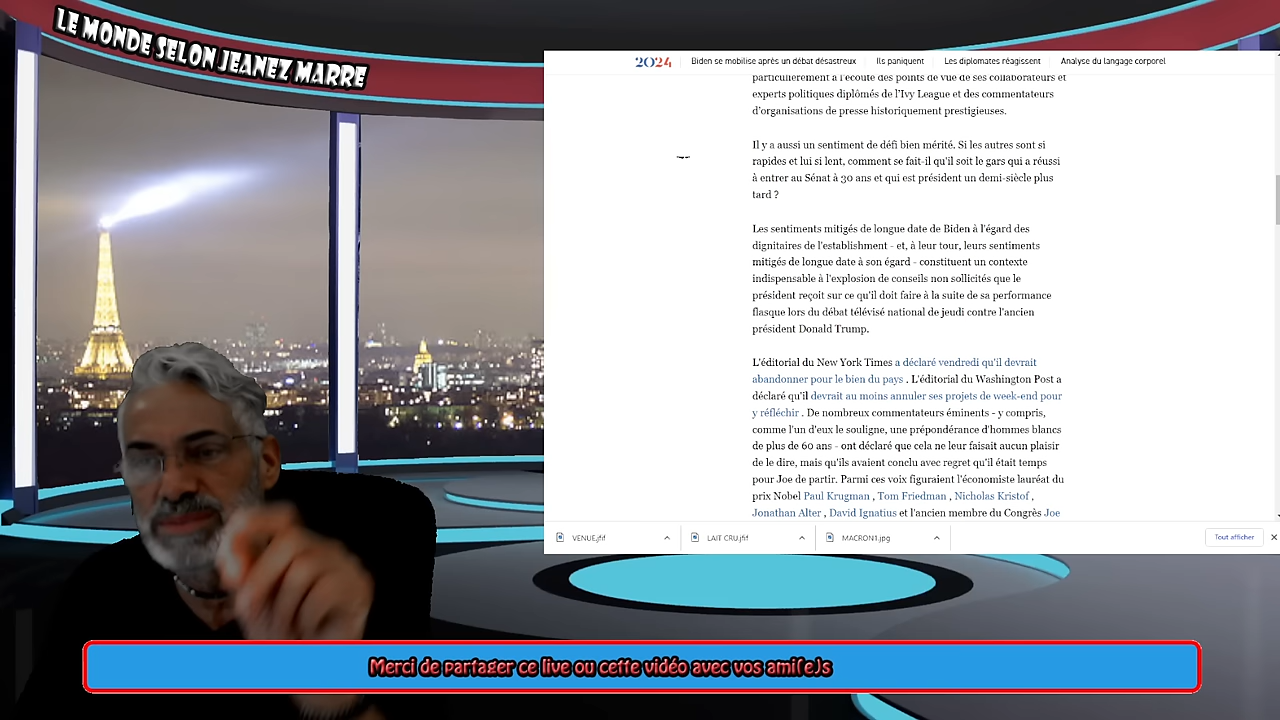 LE MONDE SELON JEANEZ MARRE
2024
Biden se mobilise après un débat désastreux
Ils paniquent
Les diplomates réagissent
Analyse du langage corporel
particulièrement à l'écoute des points de vue de ses collaborateurs et
experts politiques diplômés de l'Ivy League et des commentateurs
d'organisations de presse historiquement prestigieuses.
Il y a aussi un sentiment de défi bien mérité. Si les autres sont si
rapides et lui si lent, comment se fait-il qu'il soit le gars qui a réussi
à entrer au Sénat à 30 ans et qui est président un demi-siècle plus
tard ?
Les sentiments mitigés de longue date de Biden à l'égard des
dignitaires de l'establishment - et, à leur tour, leurs sentiments
mitigés de longue date à son égard - constituent un contexte
indispensable à l'explosion de conseils non sollicités que le
président reçoit sur ce qu'il doit faire à la suite de sa performance
flasque lors du débat télévisé national de jeudi contre l'ancien
président Donald Trump.
L'éditorial du New York Times a déclaré vendredi qu'il devrait
abandonner pour le bien du pays . L'éditorial du Washington Post a
déclaré qu'il devrait au moins annuler ses projets de week-end pour
y réfléchir . De nombreux commentateurs éminents - y compris,
comme l'un d'eux le souligne, une prépondérance d'hommes blancs
de plus de 60 ans - ont déclaré que cela ne leur faisait aucun plaisir
de le dire, mais qu'ils avaient conclu avec regret qu'il était temps
pour Joe de partir. Parmi ces voix figuraient l'économiste lauréat du
prix Nobel Paul Krugman , Tom Friedman , Nicholas Kristof ,
Jonathan Alter , David Ignatius et l'ancien membre du Congrès Joe
VENUE.jfif
LAIT CRU.jfif
MACRON1.jpg
Tout afficher
Merci de partager ce live ou cette vidéo avec vos ami(e)s